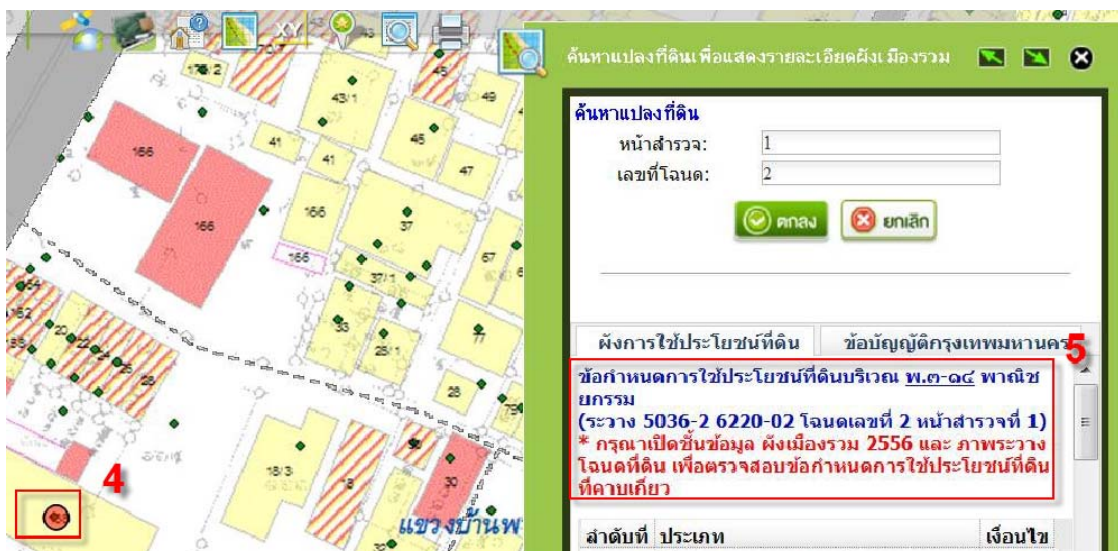 XY
ค้นหาแปลงที่ดินเพื่อแสดงรายละเอียดผังเมืองรวม
ค้นหาแปลงที่ดิน
หน้าสำรวจ: 1
เลขที่โฉนด: 2
ตกลง ยกเลิก
ผังการใช้ประโยชน์ที่ดิน ข้อบัญญัติกรุงเทพมหานคร
5
ข้อกำหนดการใช้ประโยชน์ที่ดินบริเวณ พ.๓-๑๔ พาณิช
ยกรรม
(ระวาง 5036-2 6220-02 โฉนดเลขที่ 2 หน้าสำรวจที่ 1)
* กรุณาเปิดชั้นข้อมูล ผังเมืองรวม 2556 และ ภาพระวาง
โฉนดที่ดิน เพื่อตรวจสอบข้อกำหนดการใช้ประโยชน์ที่ดิน
ที่คาบเกี่ยว
ลำดับที่ ประเภท เงื่อนไข
43/1
49
45
41
41
47
166
166
166
166
37
37/1
67
33
25/1
77
20
22
24
26
28
28
18/3
18
30
4
แขวงบ้านพ